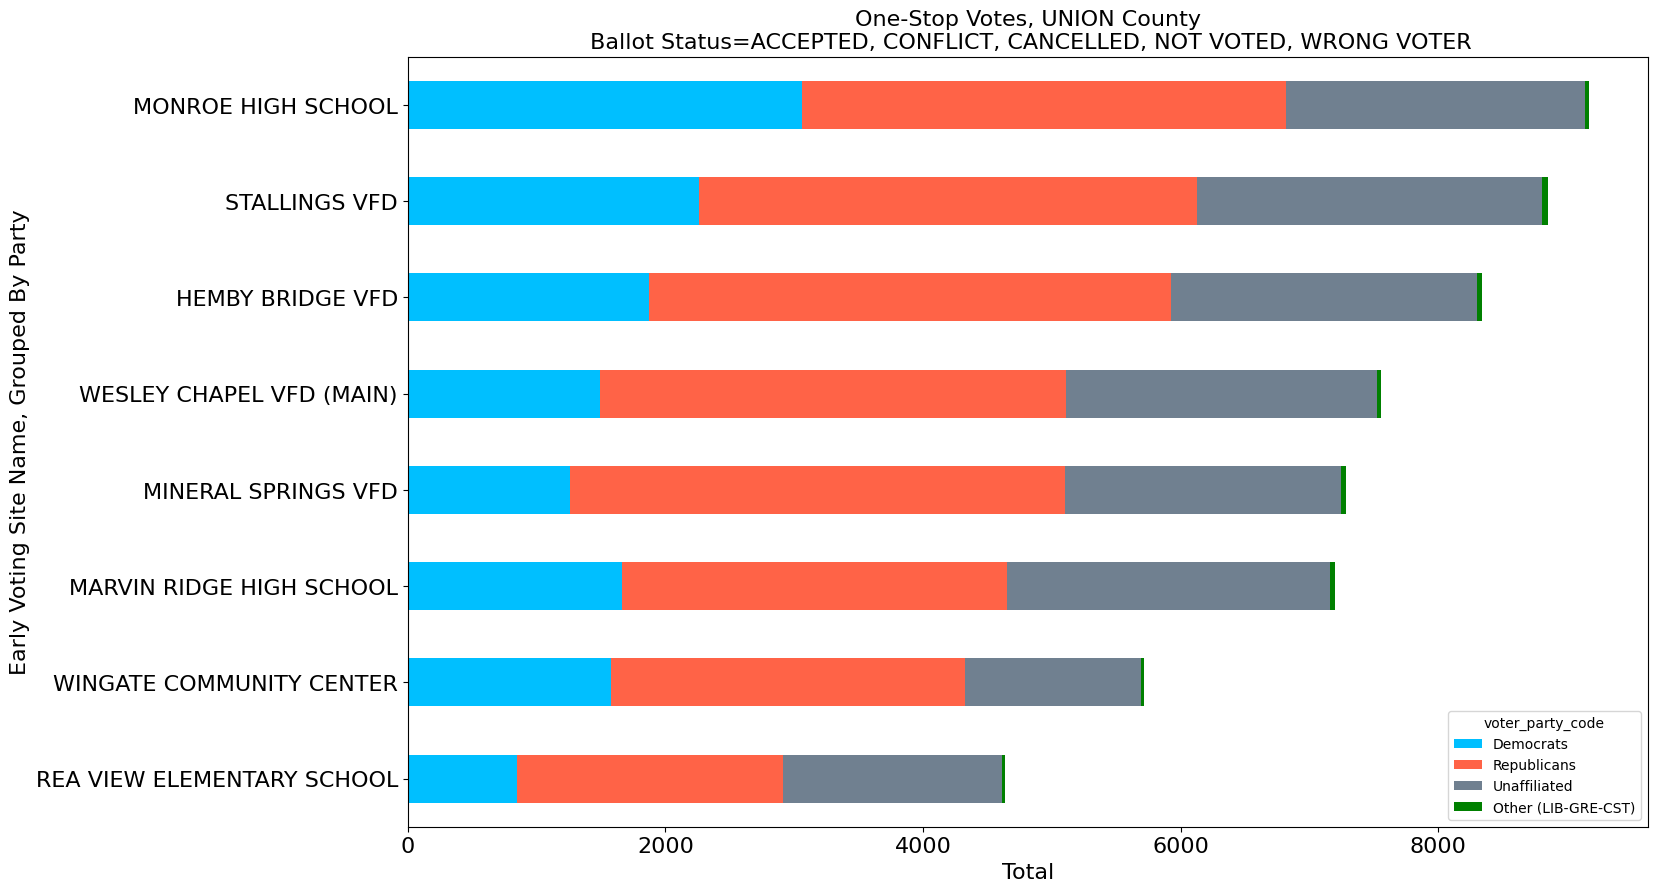 One-Stop Votes, UNION County
Ballot Status=ACCEPTED, CONFLICT, CANCELLED, NOT VOTED, WRONG VOTER
Early Voting Site Name, Grouped By Party
MONROE HIGH SCHOOL
STALLINGS VFD
HEMBY BRIDGE VFD
WESLEY CHAPEL VFD (MAIN)
MINERAL SPRINGS VFD
MARVIN RIDGE HIGH SCHOOL
WINGATE COMMUNITY CENTER
REA VIEW ELEMENTARY SCHOOL
voter_party_code
Democrats
Republicans
Unaffiliated
Other (LIB-GRE-CST)
0 2000 4000 6000 8000
Total